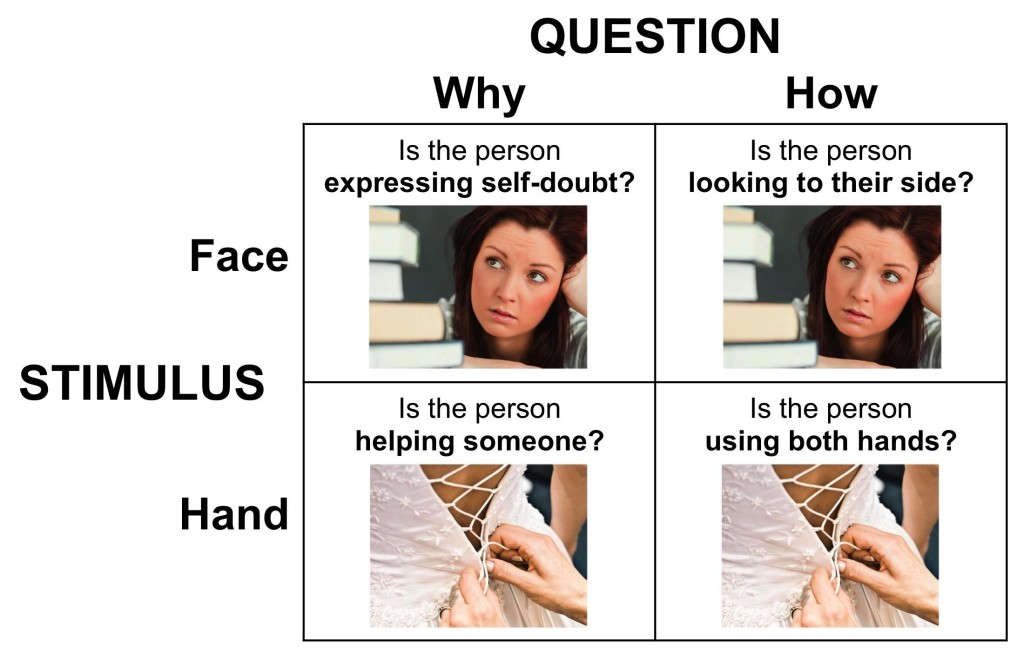 QUESTION
Why
How
Is the person
expressing self-doubt?
Is the person
looking to their side?
Face
STIMULUS
Is the person
helping someone?
Is the person
using both hands?
Hand